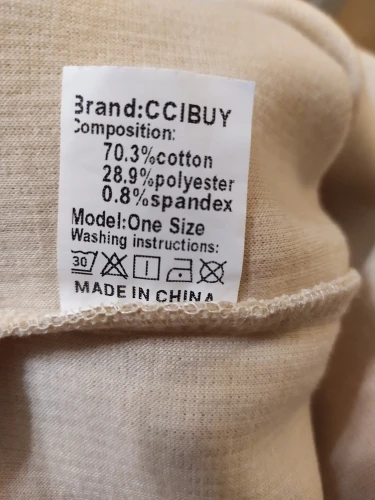 Brand:CCIBUY
Composition:
70.3%cotton
28.9%polyester
0.8%spandex
Model:One Size
Washing instructions:
30
MADE IN CHINA